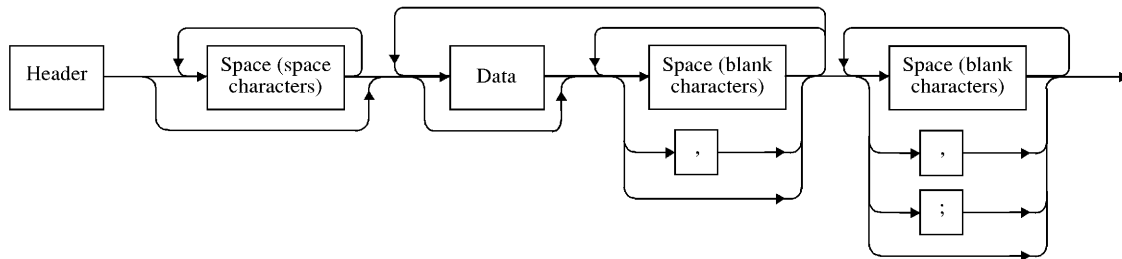 Header
Space (space
characters)
Data
Space (blank
characters)
,
Space (blank
characters)
,
;